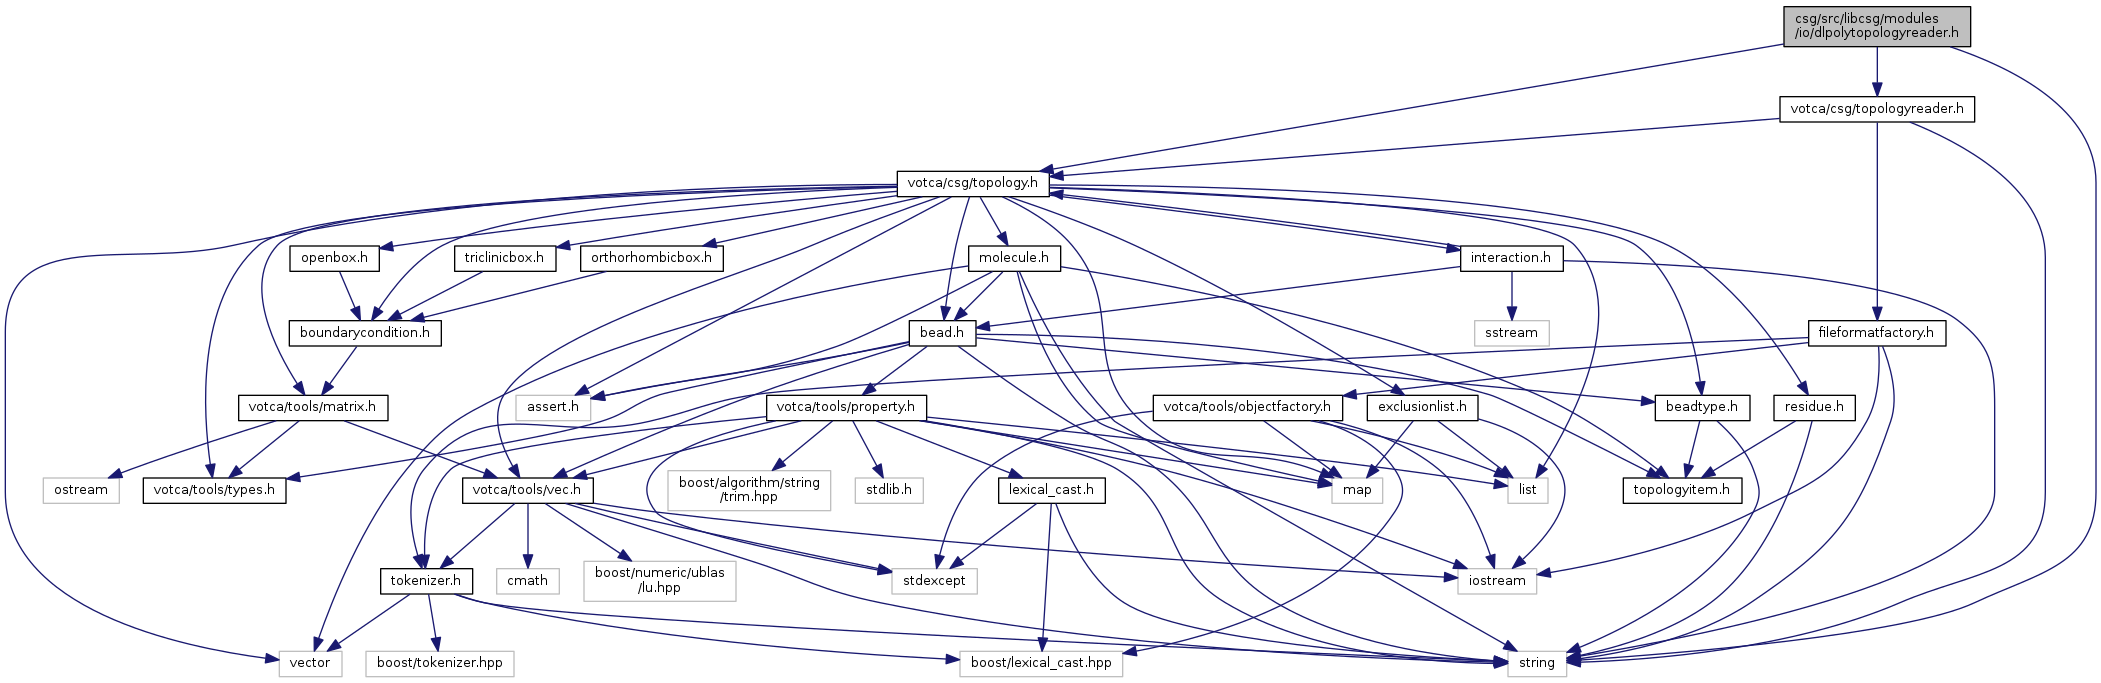 csg/src/libcsg/modules
/io/dlpolytopologyreader.h
votca/csg/topologyreader.h
votca/csg/topology.h
openbox.h
triclinicbox.h
orthorhombicbox.h
molecule.h
interaction.h
boundarycondition.h
bead.h
sstream
fileformatfactory.h
votca/tools/matrix.h
assert.h
votca/tools/property.h
votca/tools/objectfactory.h
exclusionlist.h
beadtype.h
residue.h
ostream
votca/tools/types.h
votca/tools/vec.h
boost/algorithm/string
/trim.hpp
stdlib.h
lexical_cast.h
map
list
topologyitem.h
tokenizer.h
cmath
boost/numeric/ublas
/lu.hpp
stdexcept
iostream
vector
boost/tokenizer.hpp
boost/lexical_cast.hpp
string